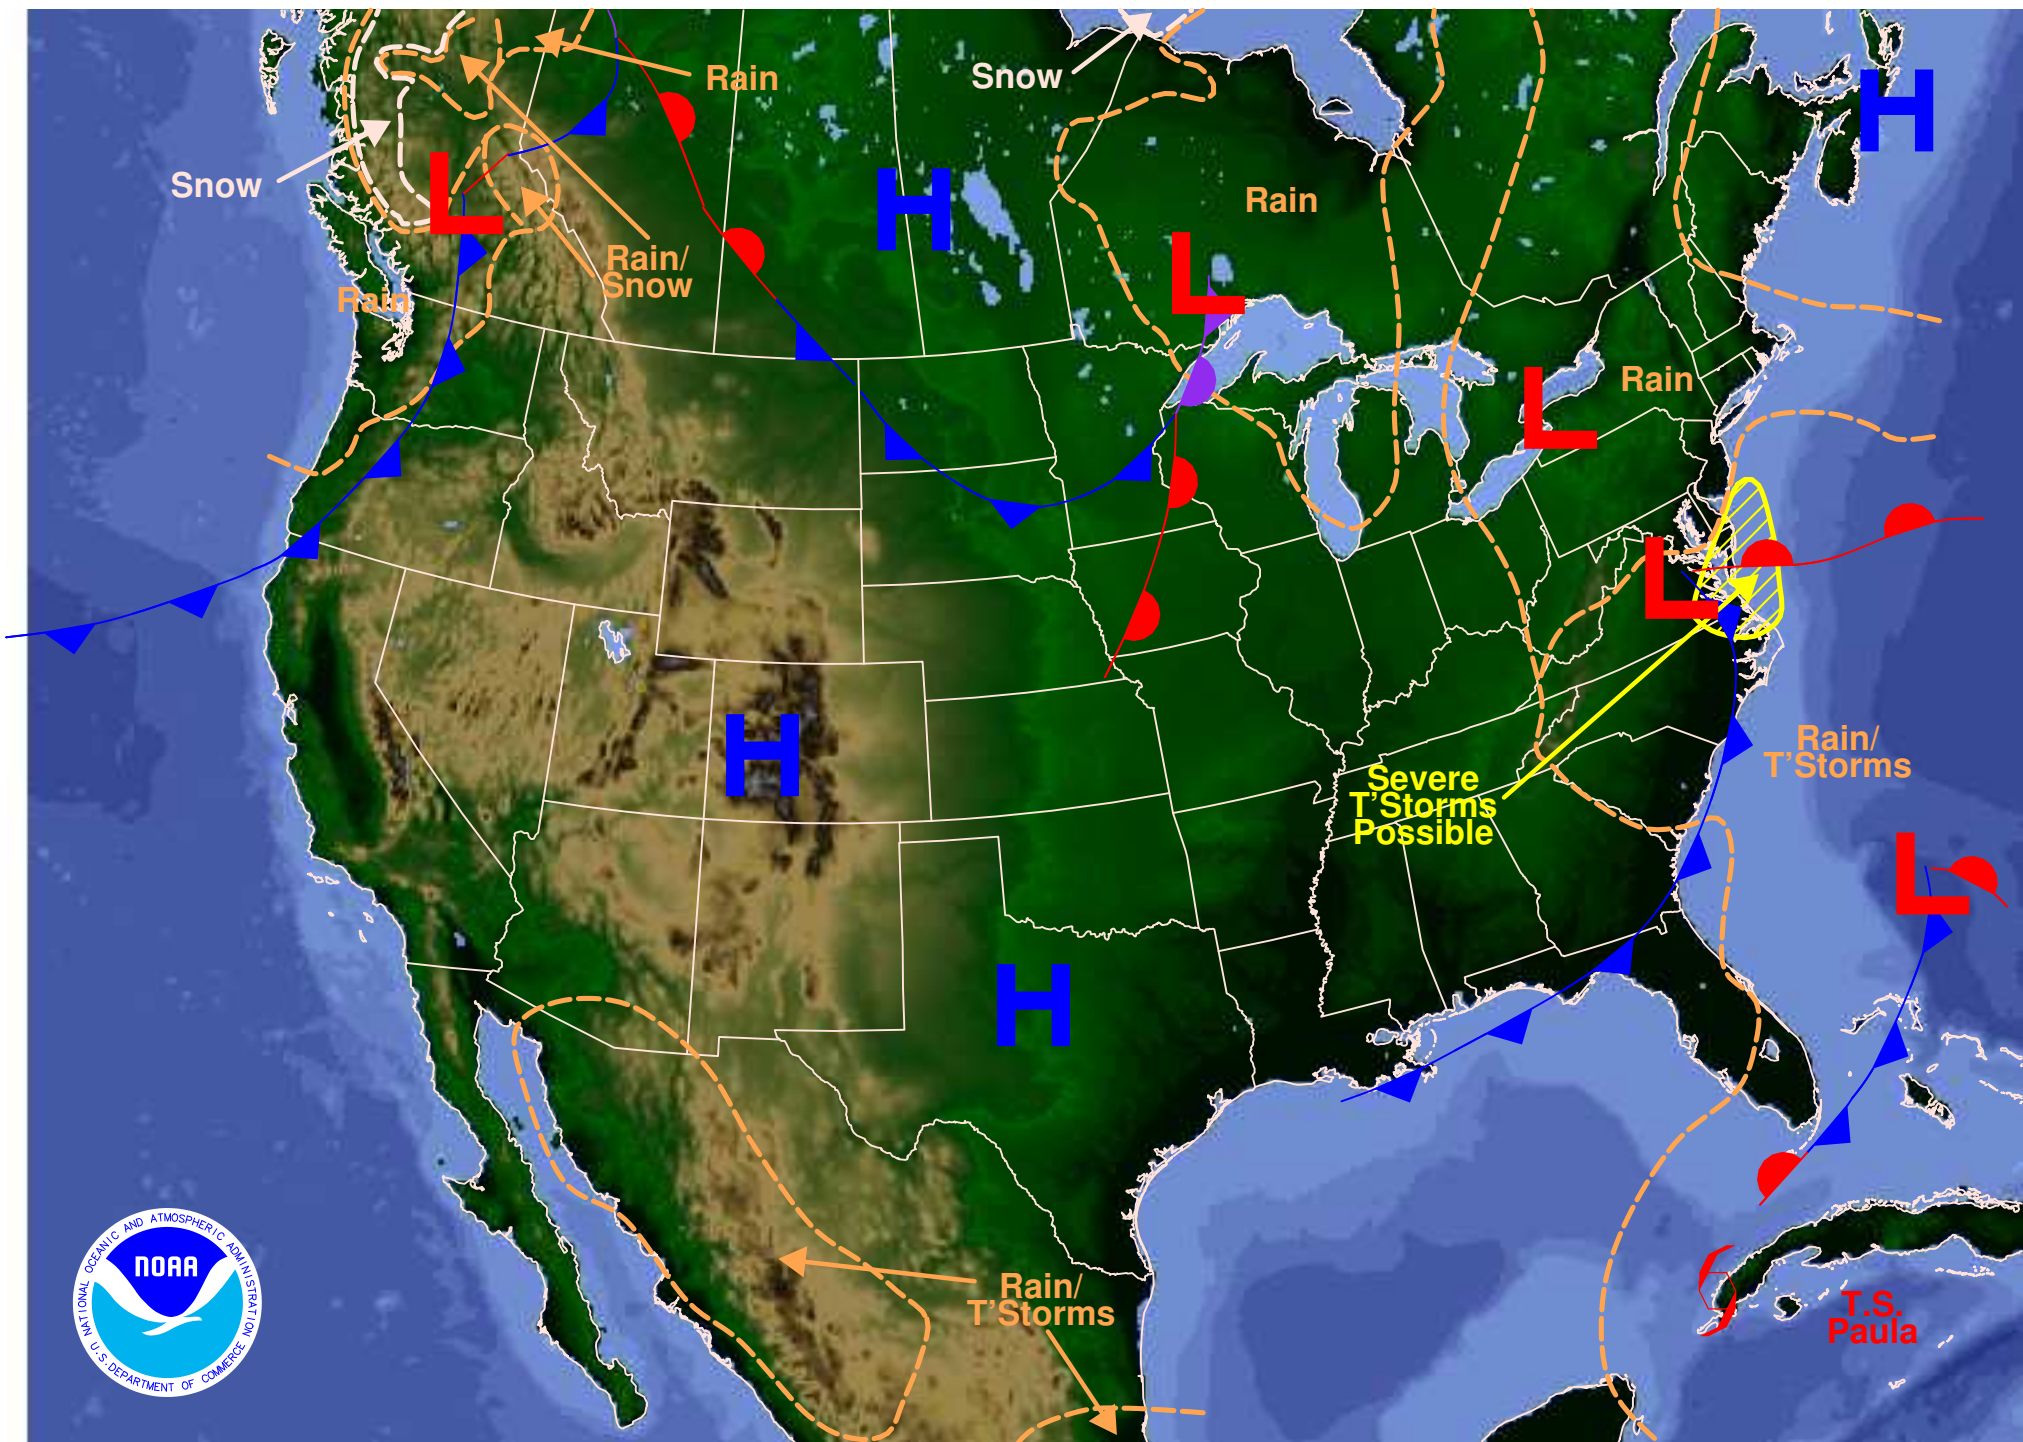 Rain
Snow
H
Snow
L
H
Rain
Rain/
Snow
Rain
L
Rain
L
L
H
Rain/
T'Storms
Severe
T'Storms
Possible
L
H
NATIONAL OCEANIC AND ATMOSPHERIC ADMINISTRATION
NOAA
U.S. DEPARTMENT OF COMMERCE
Rain/
T'Storms
T.S.
Paula